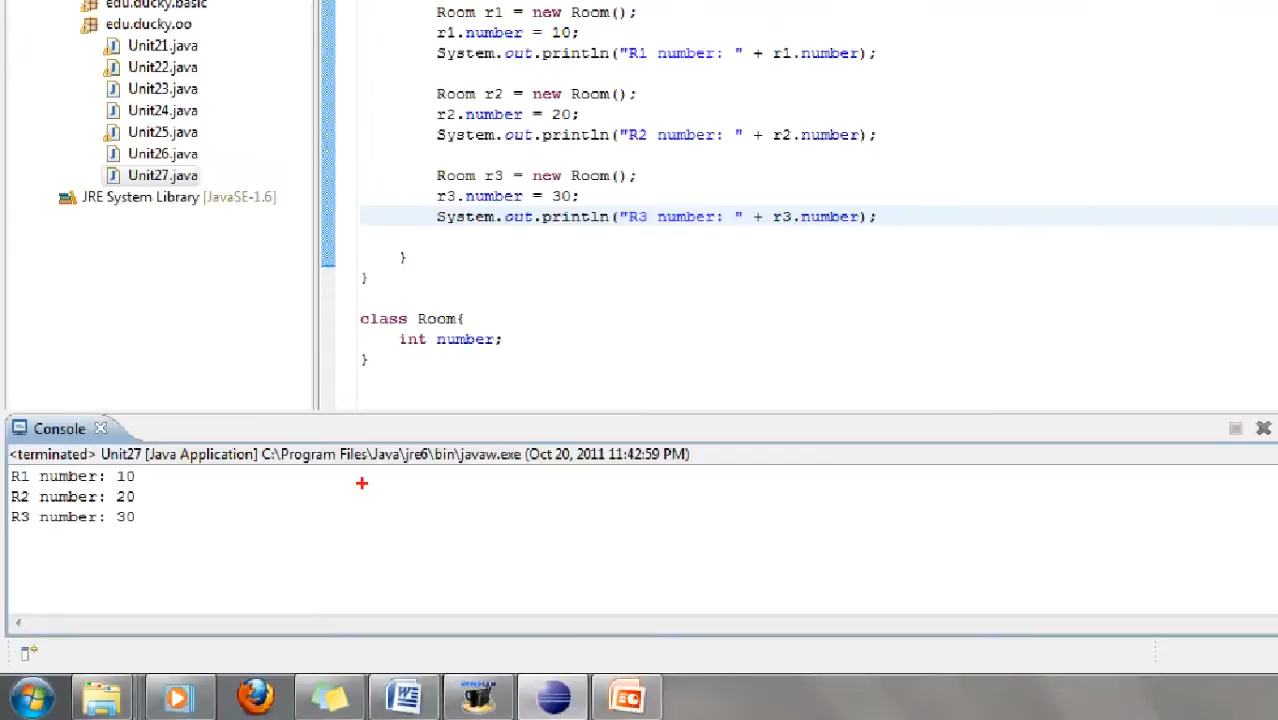 edu.ducky.basic
edu.ducky.oo
Unit21.java
Unit22.java
Unit23.java
Unit24.java
Unit25.java
Unit26.java
Unit27.java
JRE System Library [JavaSE-1.6]
Room r1 = new Room();
r1.number = 10;
System.out.println("R1 number: " + r1.number);
Room r2 = new Room();
r2.number = 20;
System.out.println("R2 number: " + r2.number);
Room r3 = new Room();
r3.number = 30;
System.out.println("R3 number: " + r3.number);
}
}
class Room{
int number;
}
Console
<terminated> Unit27 [Java Application] C:\Program Files\Java\jre6\bin\javaw.exe (Oct 20, 2011 11:42:59 PM)
R1 number: 10
R2 number: 20
R3 number: 30